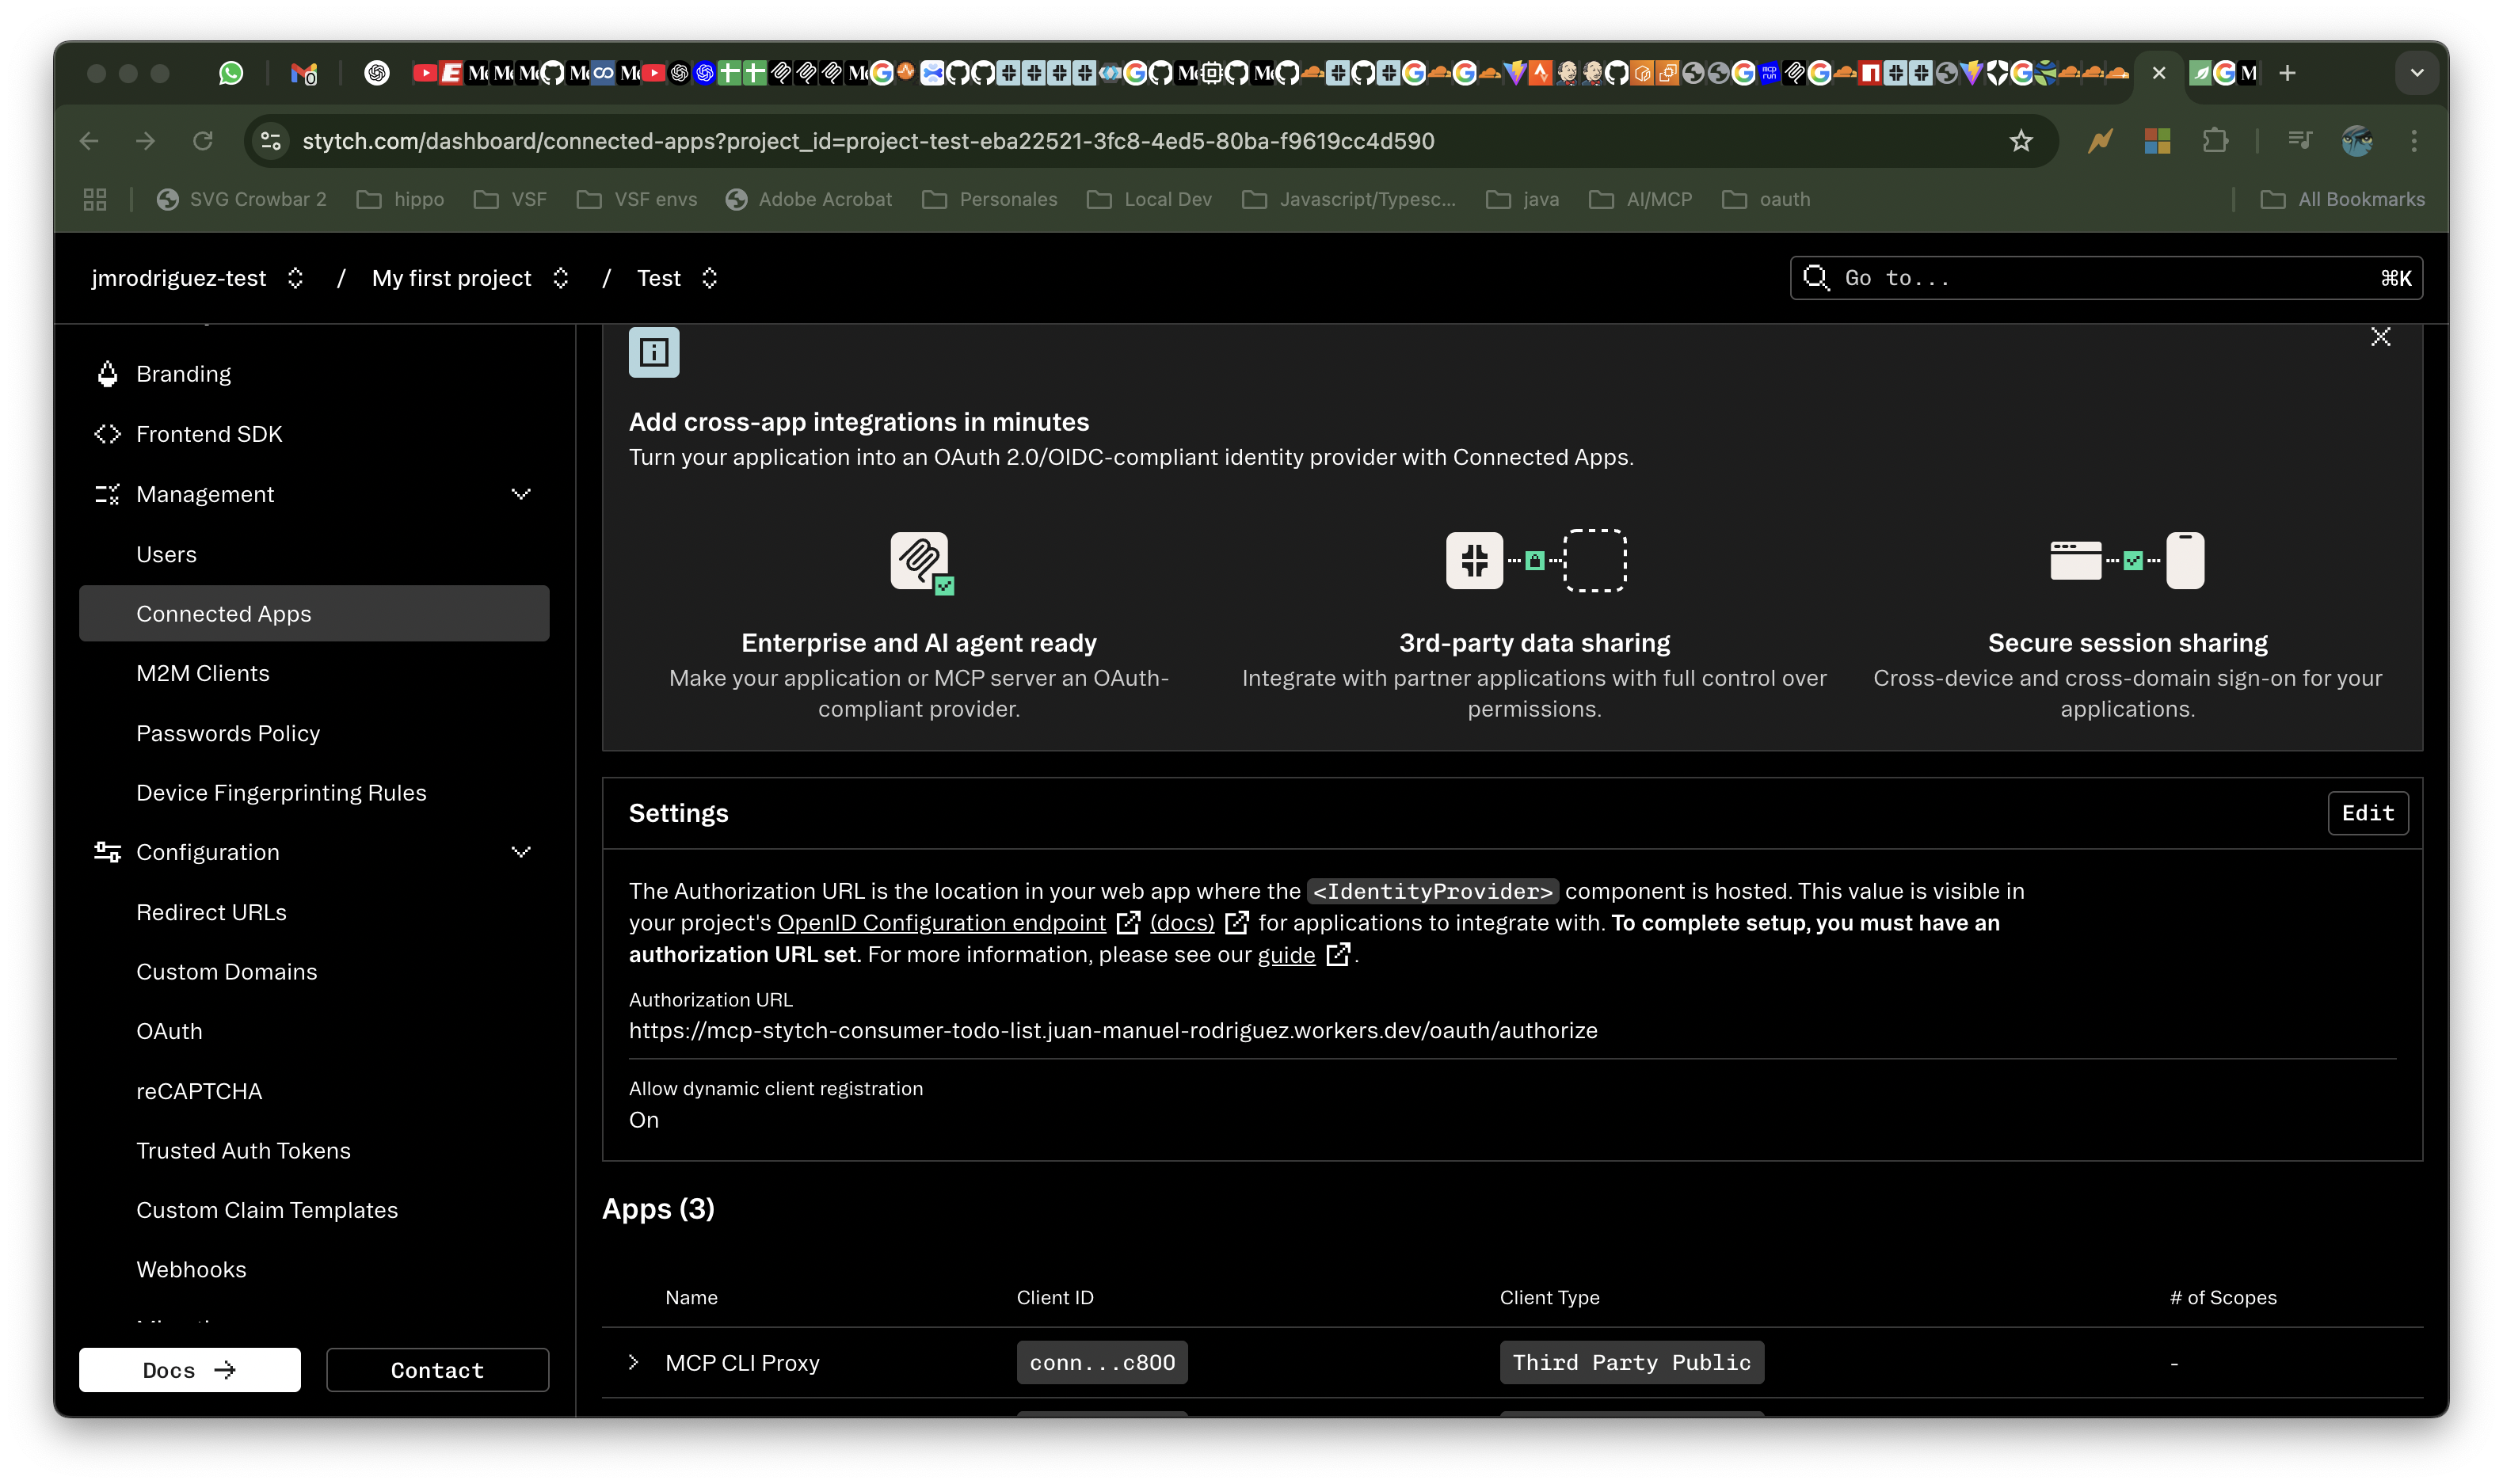 stytch.com/dashboard/connected-apps?project_id=project-test-eba22521-3fc8-4ed5-80ba-f9619cc4d590
SVG Crowbar 2
hippo
VSF
VSF envs
Adobe Acrobat
Personales
Local Dev
Javascript/Typesc...
java
AI/MCP
oauth
All Bookmarks
jmrodriguez-test / My first project / Test
Go to... ⌘K
Branding
Frontend SDK
Management
Users
Connected Apps
M2M Clients
Passwords Policy
Device Fingerprinting Rules
Configuration
Redirect URLs
Custom Domains
OAuth
reCAPTCHA
Trusted Auth Tokens
Custom Claim Templates
Webhooks
Docs →
Contact
Add cross-app integrations in minutes
Turn your application into an OAuth 2.0/OIDC-compliant identity provider with Connected Apps.
Enterprise and AI agent ready
Make your application or MCP server an OAuth-
compliant provider.
3rd-party data sharing
Integrate with partner applications with full control over
permissions.
Secure session sharing
Cross-device and cross-domain sign-on for your
applications.
Settings
Edit
The Authorization URL is the location in your web app where the <IdentityProvider> component is hosted. This value is visible in
your project's OpenID Configuration endpoint (docs) for applications to integrate with. To complete setup, you must have an
authorization URL set. For more information, please see our guide .
Authorization URL
https://mcp-stytch-consumer-todo-list.juan-manuel-rodriguez.workers.dev/oauth/authorize
Allow dynamic client registration
On
Apps (3)
Name Client ID Client Type # of Scopes
MCP CLI Proxy conn...c800 Third Party Public -